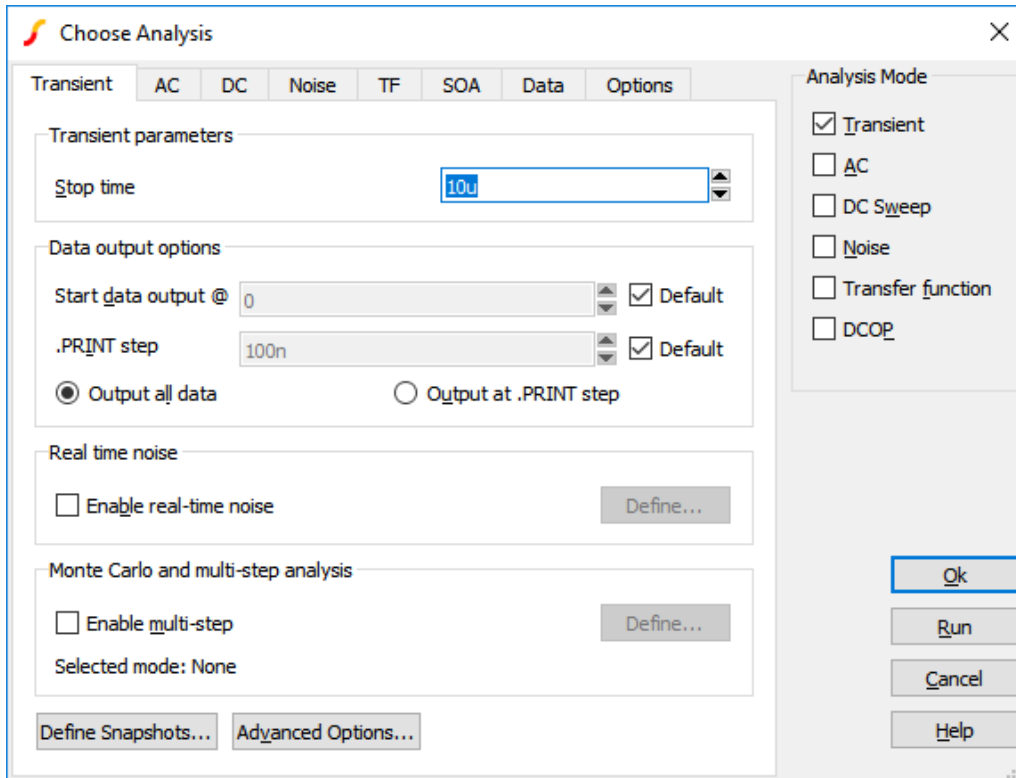 Choose Analysis
Transient AC DC Noise TF SOA Data Options
Transient parameters
Stop time 10u
Data output options
Start data output @ 0 Default
.PRINT step 100n Default
Output all data Output at .PRINT step
Real time noise
Enable real-time noise Define...
Monte Carlo and multi-step analysis
Enable multi-step Define...
Selected mode: None
Define Snapshots... Advanced Options...
Analysis Mode
Transient
AC
DC Sweep
Noise
Transfer function
DCOP
Ok
Run
Cancel
Help